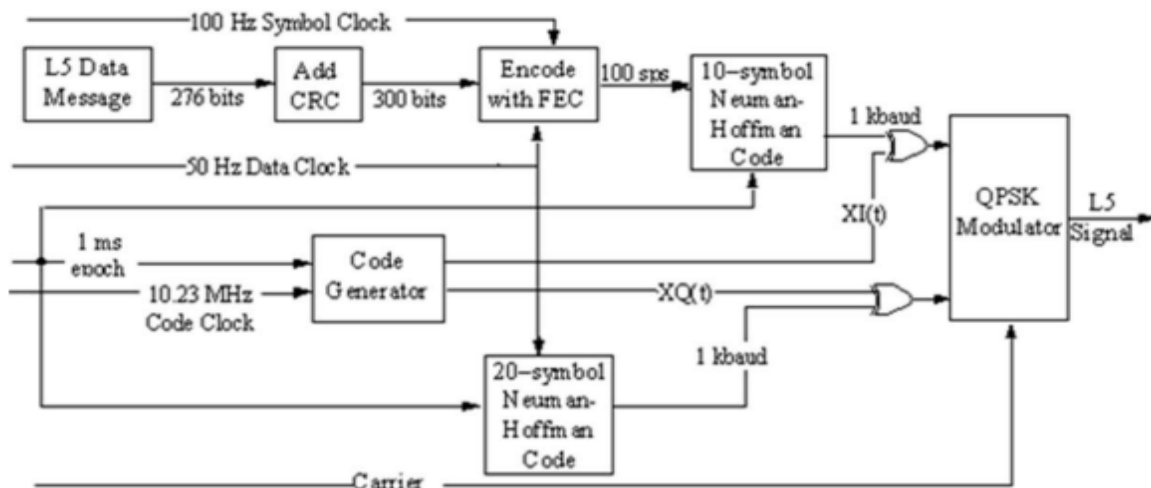 100 Hz Symbol Clock
L5 Data
Message
276 bits
Add
CRC
300 bits
Encode
with FEC
100 sps
10-symbol
Neuman-
Hoffman
Code
1 kbaud
50 Hz Data Clock
QPSK
Modulator
L5
Signal
XI(t)
1 ms
epoch
Code
Generator
10.23 MHz
Code Clock
XQ(t)
1 kbaud
20-symbol
Neuman-
Hoffman
Code
Carrier